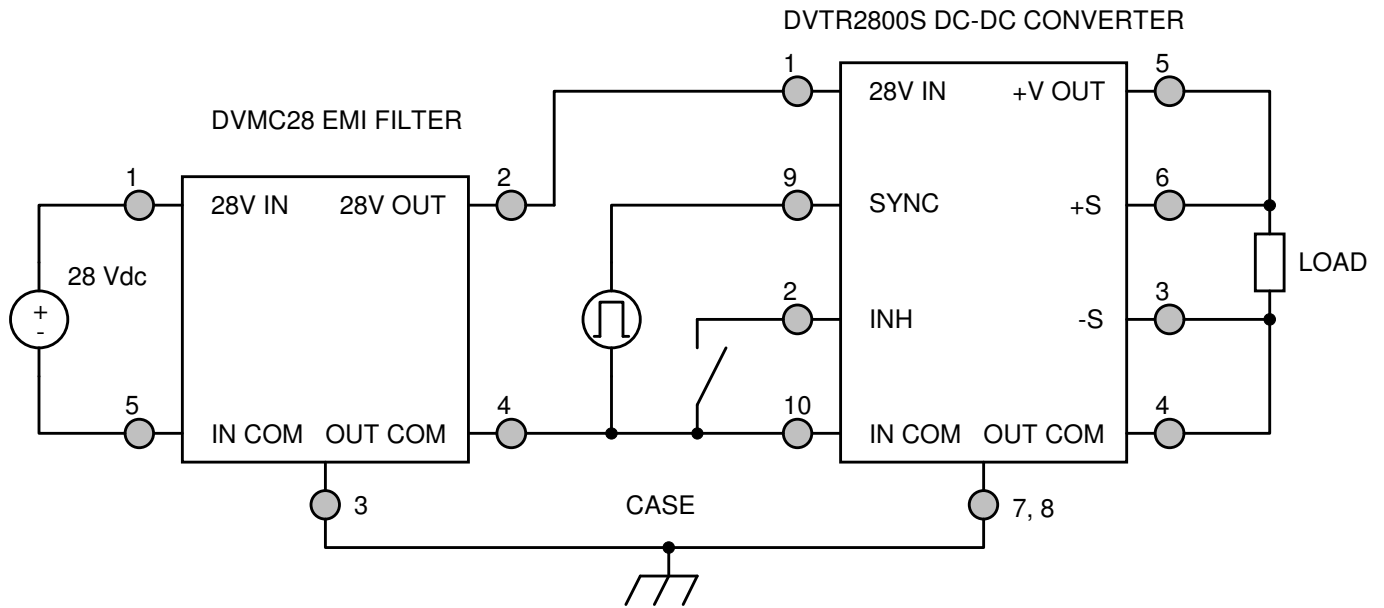 DVTR2800S DC-DC CONVERTER
DVMC28 EMI FILTER
1
28V IN
28V OUT
2
28 Vdc
+
-
5
IN COM
OUT COM
4
3
CASE
1
28V IN
+V OUT
5
9
SYNC
+S
6
2
INH
-S
3
10
IN COM
OUT COM
4
7, 8
LOAD